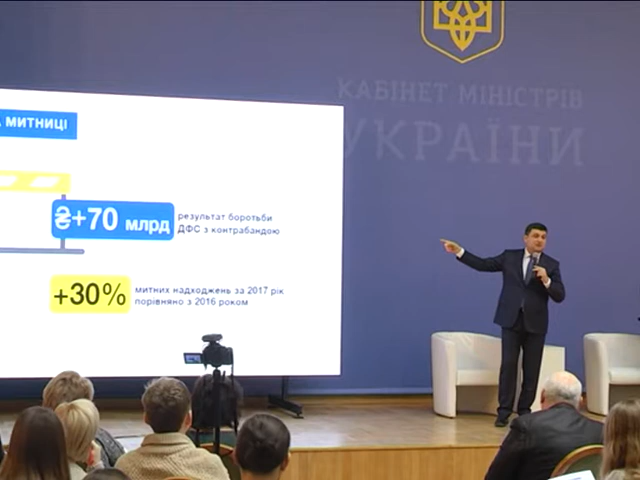 КАБІНЕТ МІНІСТРІВ
УКРАЇНИ
МИТНИЦІ
₴+70 млрд
результат боротьби
ДФС з контрабандою
+30%
митних надходжень за 2017 рік
порівняно з 2016 роком